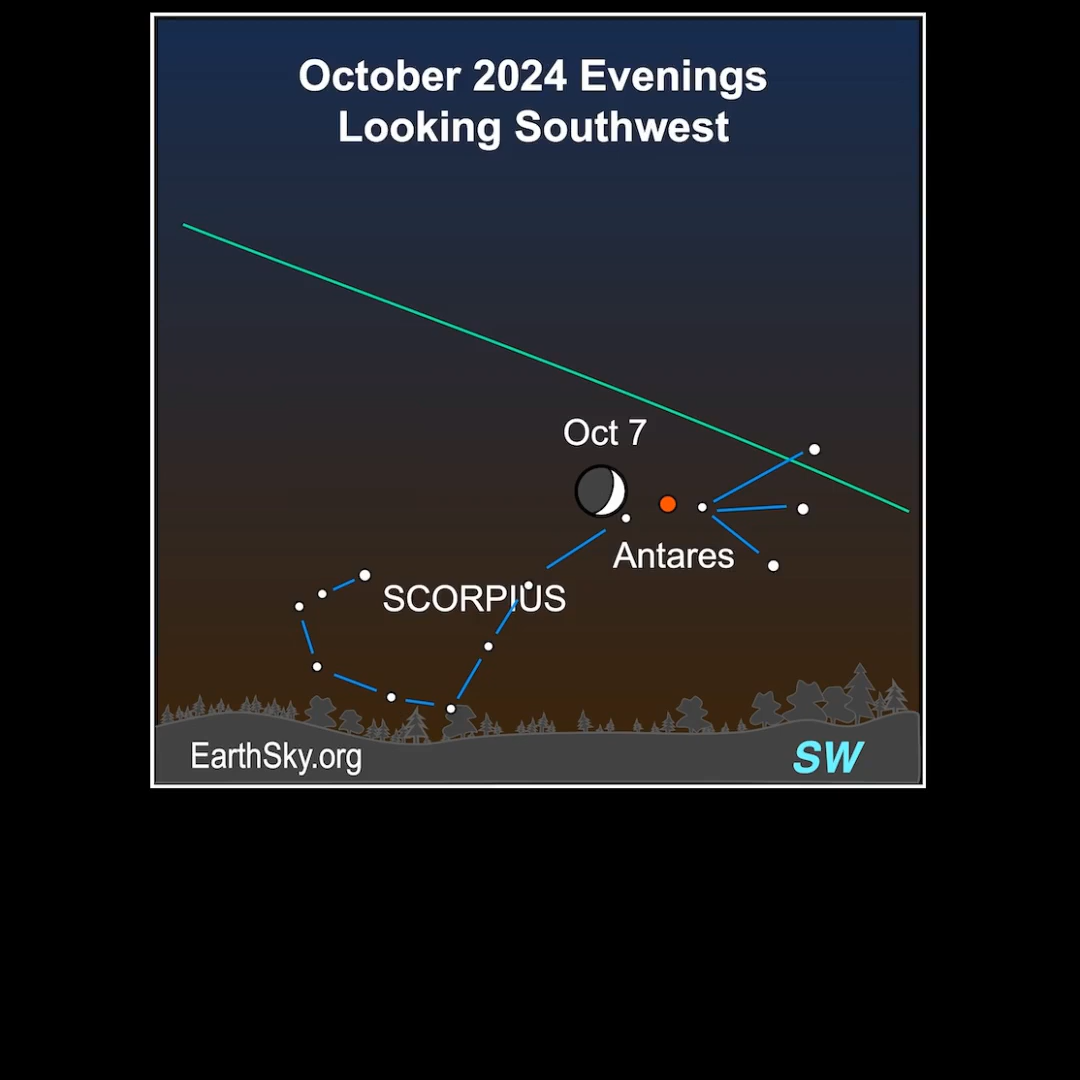 October 2024 Evenings
Looking Southwest
Oct 7
Antares
SCORPIUS
EarthSky.org
SW